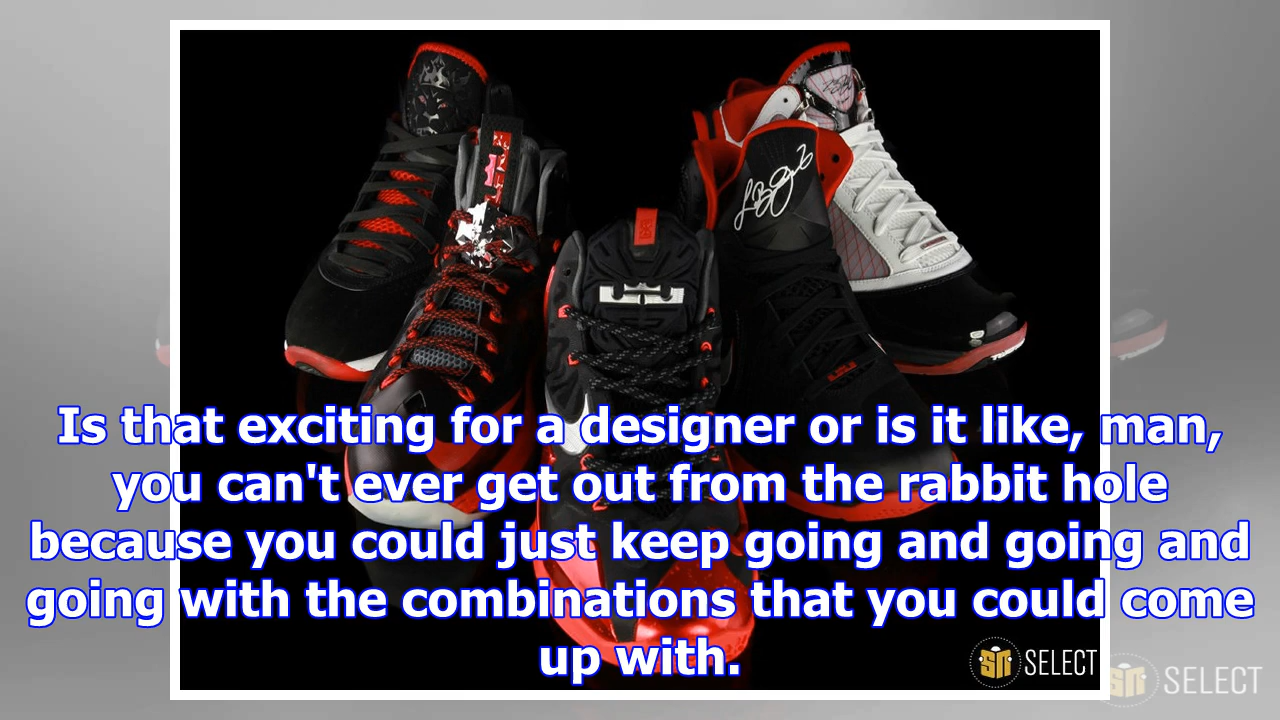 Is that exciting for a designer or is it like, man,
you can't ever get out from the rabbit hole
because you could just keep going and going and
going with the combinations that you could come
up with.
SN SELECT
SN SELECT